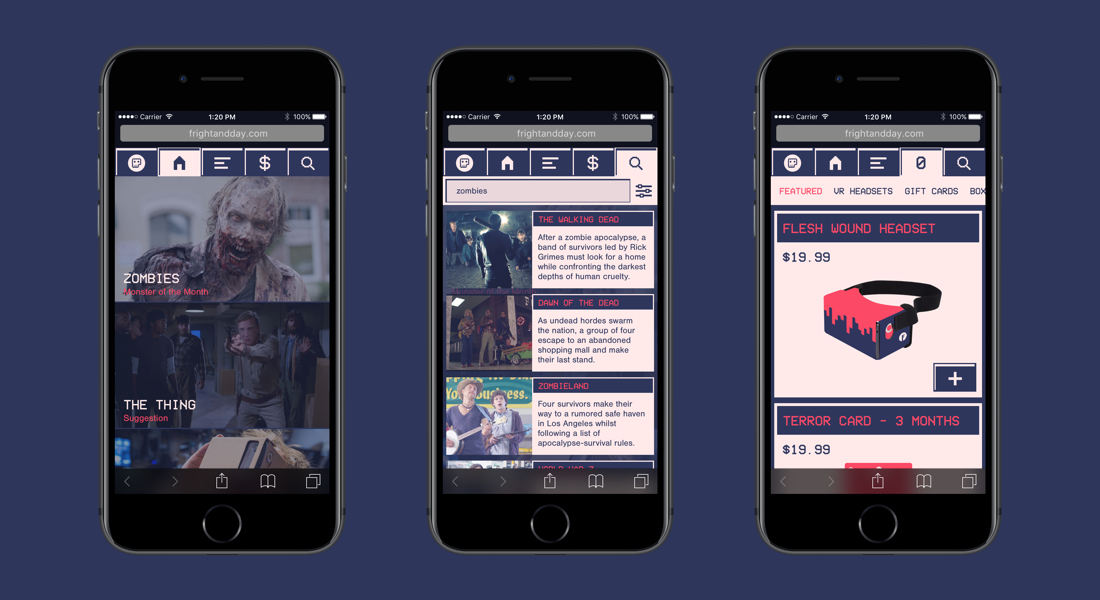 Carrier 1:20 PM 100%
frightandday.com
ZOMBIES
Monster of the Month
THE THING
Suggestion
Carrier 1:20 PM 100%
frightandday.com
$
zombies
THE WALKING DEAD
After a zombie apocalypse, a
band of survivors led by Rick
Grimes must look for a home
while confronting the darkest
depths of human cruelty.
DAWN OF THE DEAD
As undead hordes swarm
the nation, a group of four
escape to an abandoned
shopping mall and make
their last stand.
ZOMBIELAND
Four survivors make their
way to a rumored safe haven
in Los Angeles whilst
following a list of
apocalypse-survival rules.
WORLD WAR Z
Carrier 1:20 PM 100%
frightandday.com
0
FEATURED VR HEADSETS GIFT CARDS BOX
FLESH WOUND HEADSET
$19.99
+
TERROR CARD - 3 MONTHS
$19.99